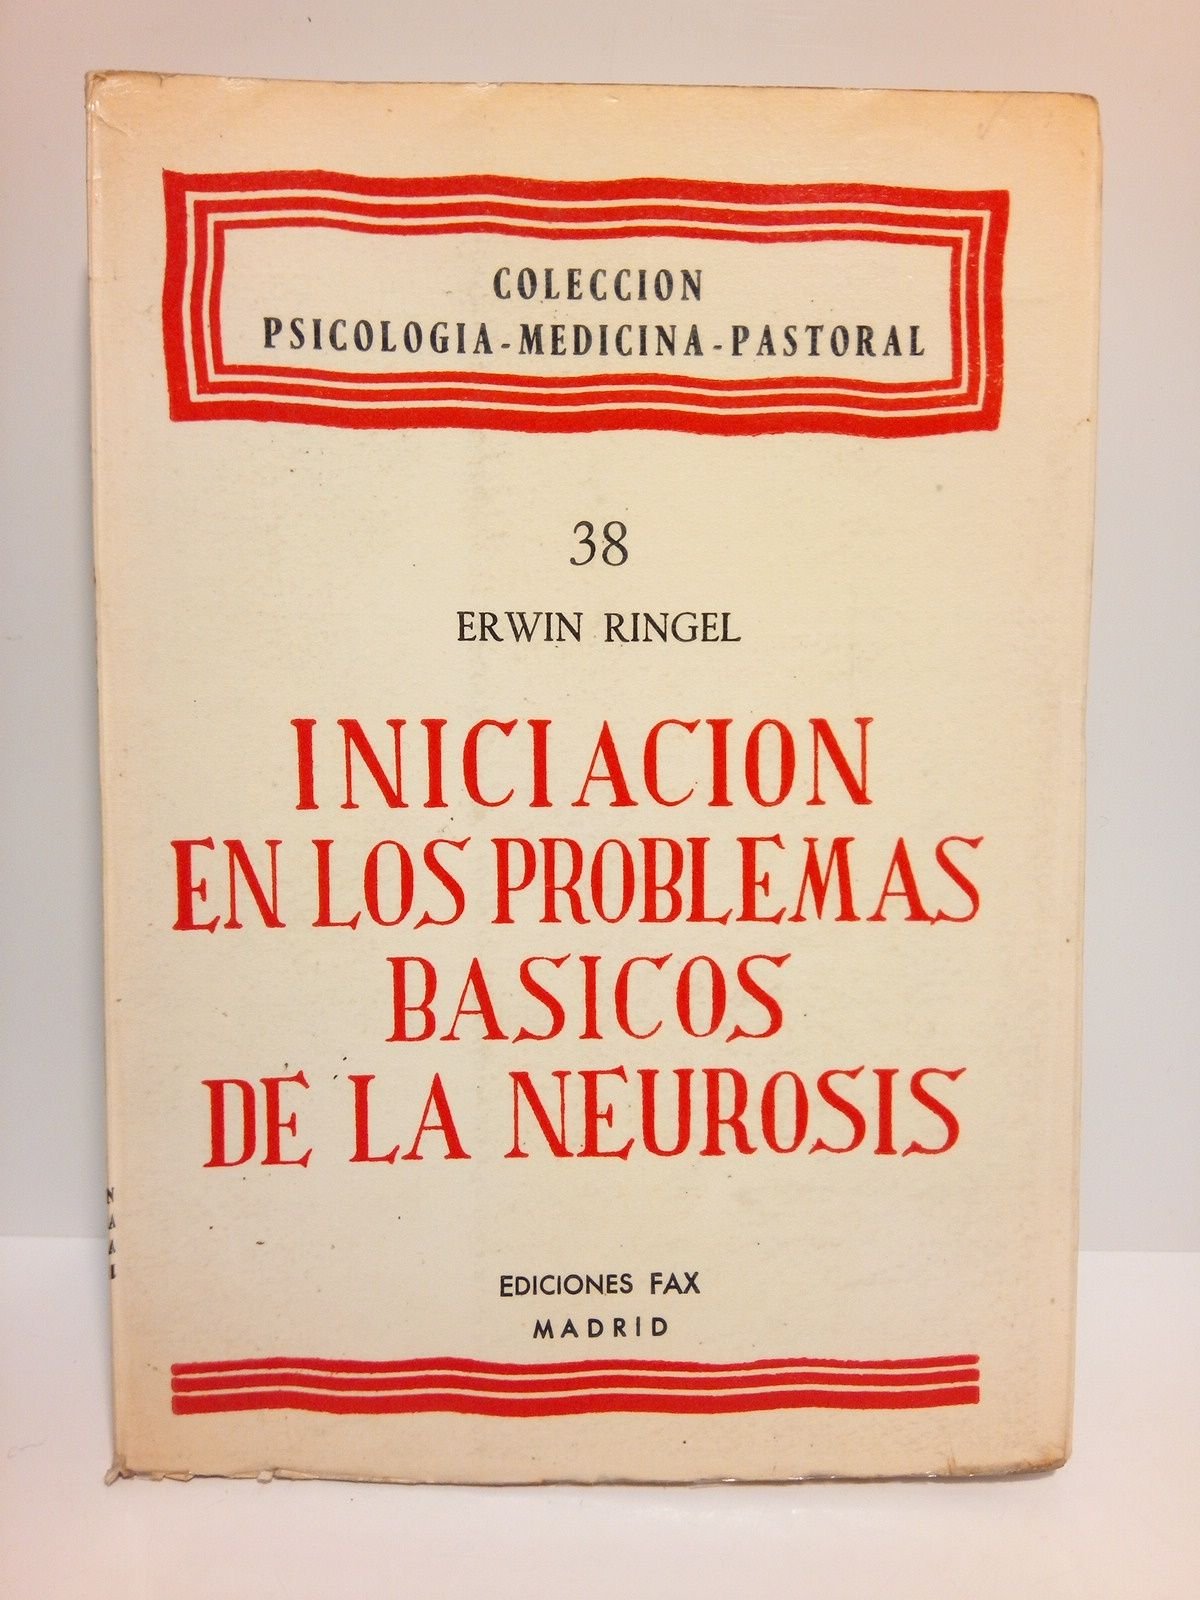 COLECCION
PSICOLOGIA-MEDICINA-PASTORAL
38
ERWIN RINGEL
INICIACION
EN LOS PROBLEMAS
BASICOS
DE LA NEUROSIS
EDICIONES FAX
MADRID